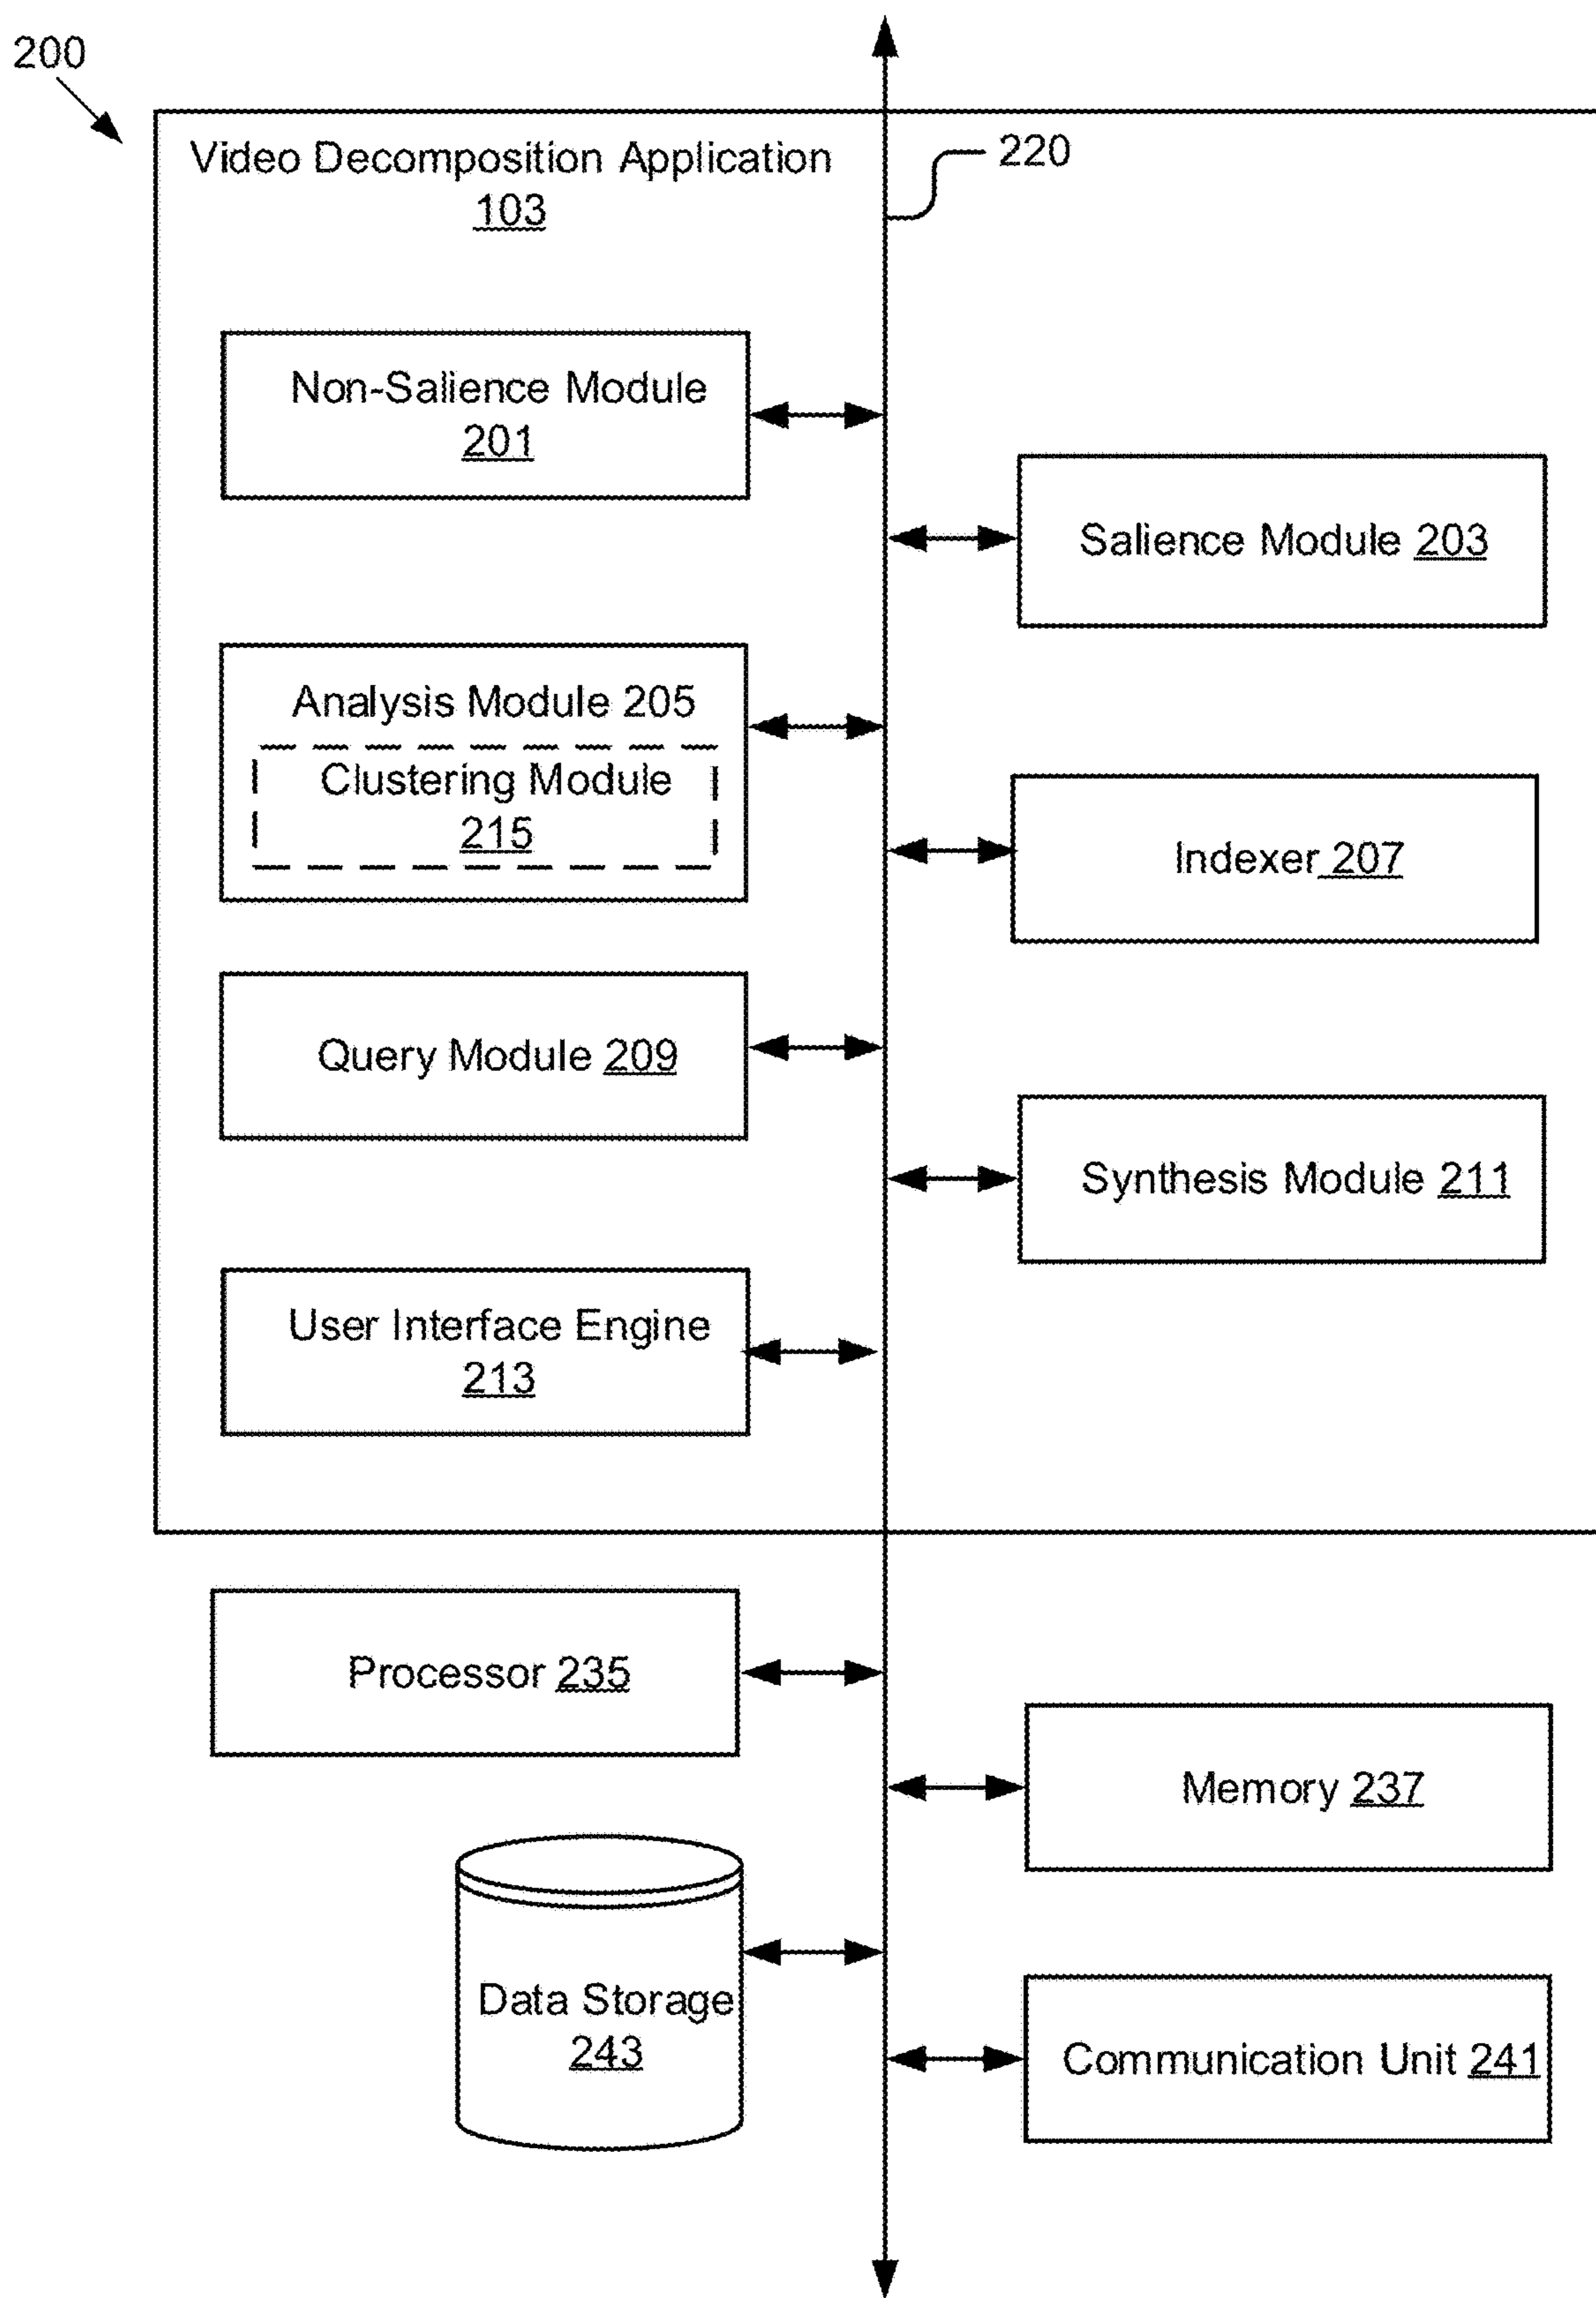 200
Video Decomposition Application
103
220
Non-Salience Module
201
Salience Module 203
Analysis Module 205
Clustering Module
215
Indexer 207
Query Module 209
Synthesis Module 211
User Interface Engine
213
Processor 235
Memory 237
Data Storage
243
Communication Unit 241